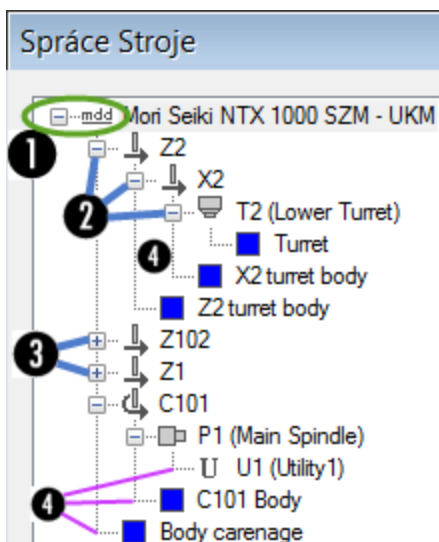 Spráce Stroje
mdd Mori Seiki NTX 1000 SZM - UKM
1
Z2
2
X2
T2 (Lower Turret)
4
Turret
X2 turret body
Z2 turret body
3
Z102
Z1
C101
P1 (Main Spindle)
U U1 (Utility1)
4
C101 Body
Body carenage